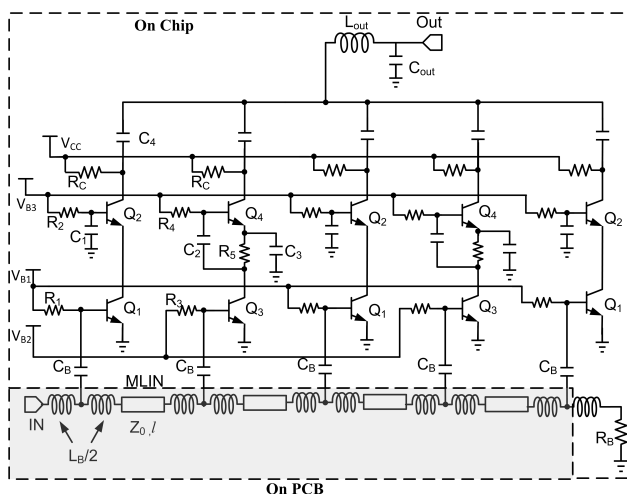 On Chip
L_out
Out
C_out
C_4
V_CC
R_C
R_C
V_B3
R_2
Q_2
R_4
Q_4
Q_2
Q_4
Q_2
C_1
C_2
R_5
C_3
V_B1
R_1
Q_1
R_3
Q_3
Q_1
Q_3
Q_1
V_B2
C_B
C_B
C_B
C_B
C_B
MLIN
IN
Z_0 ,l
R_B
L_B/2
On PCB